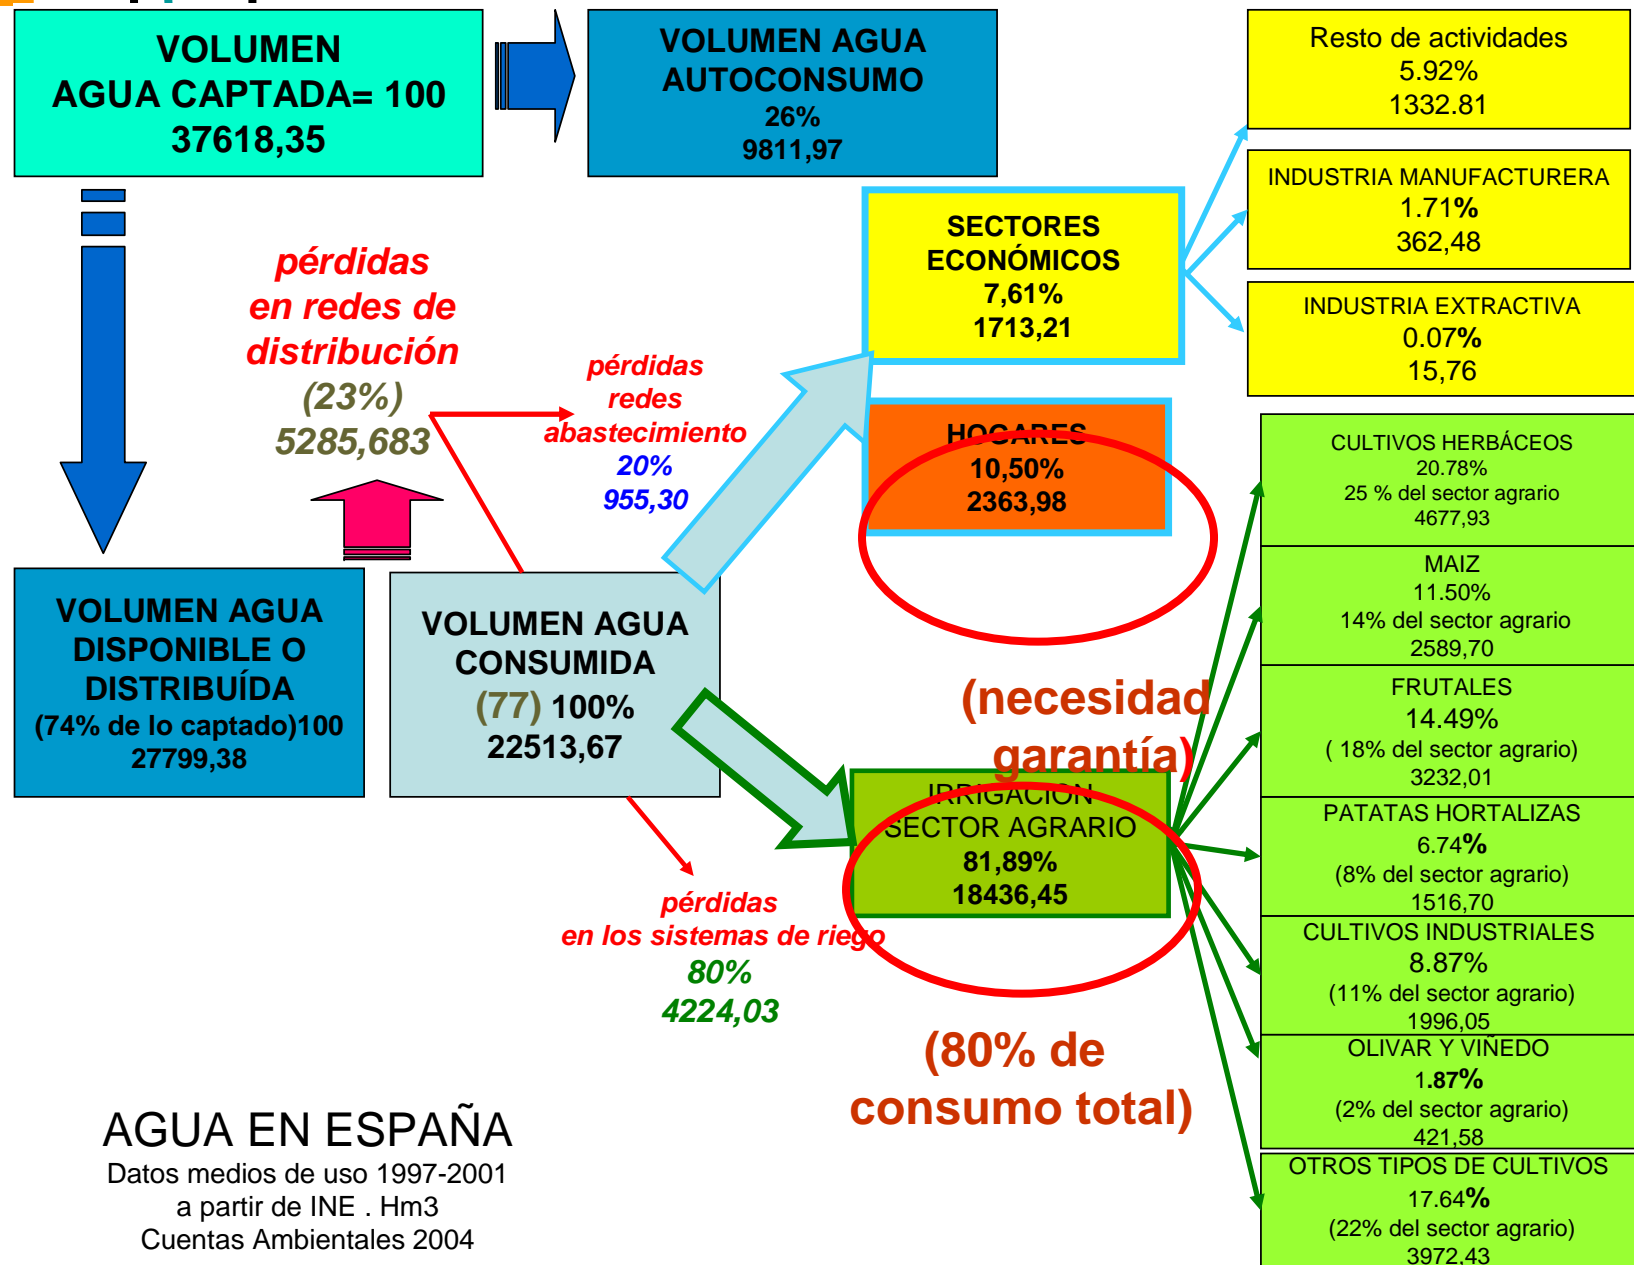 VOLUMEN
AGUA CAPTADA= 100
37618,35
VOLUMEN AGUA
AUTOCONSUMO
26%
9811,97
Resto de actividades
5.92%
1332.81
INDUSTRIA MANUFACTURERA
1.71%
362,48
INDUSTRIA EXTRACTIVA
0.07%
15,76
SECTORES
ECONÓMICOS
7,61%
1713,21
HOGARES
10,50%
2363,98
pérdidas
en redes de
distribución
(23%)
5285,683
pérdidas
redes
abastecimiento
20%
955,30
VOLUMEN AGUA
DISPONIBLE O
DISTRIBUÍDA
(74% de lo captado)100
27799,38
VOLUMEN AGUA
CONSUMIDA
(77) 100%
22513,67
(necesidad
garantía)
IRRIGACIÓN
SECTOR AGRARIO
81,89%
18436,45
pérdidas
en los sistemas de riego
80%
4224,03
(80% de
consumo total)
CULTIVOS HERBÁCEOS
20.78%
25 % del sector agrario
4677,93
MAIZ
11.50%
14% del sector agrario
2589,70
FRUTALES
14.49%
( 18% del sector agrario)
3232,01
PATATAS HORTALIZAS
6.74%
(8% del sector agrario)
1516,70
CULTIVOS INDUSTRIALES
8.87%
(11% del sector agrario)
1996,05
OLIVAR Y VIÑEDO
1.87%
(2% del sector agrario)
421,58
OTROS TIPOS DE CULTIVOS
17.64%
(22% del sector agrario)
3972,43
AGUA EN ESPAÑA
Datos medios de uso 1997-2001
a partir de INE . Hm3
Cuentas Ambientales 2004